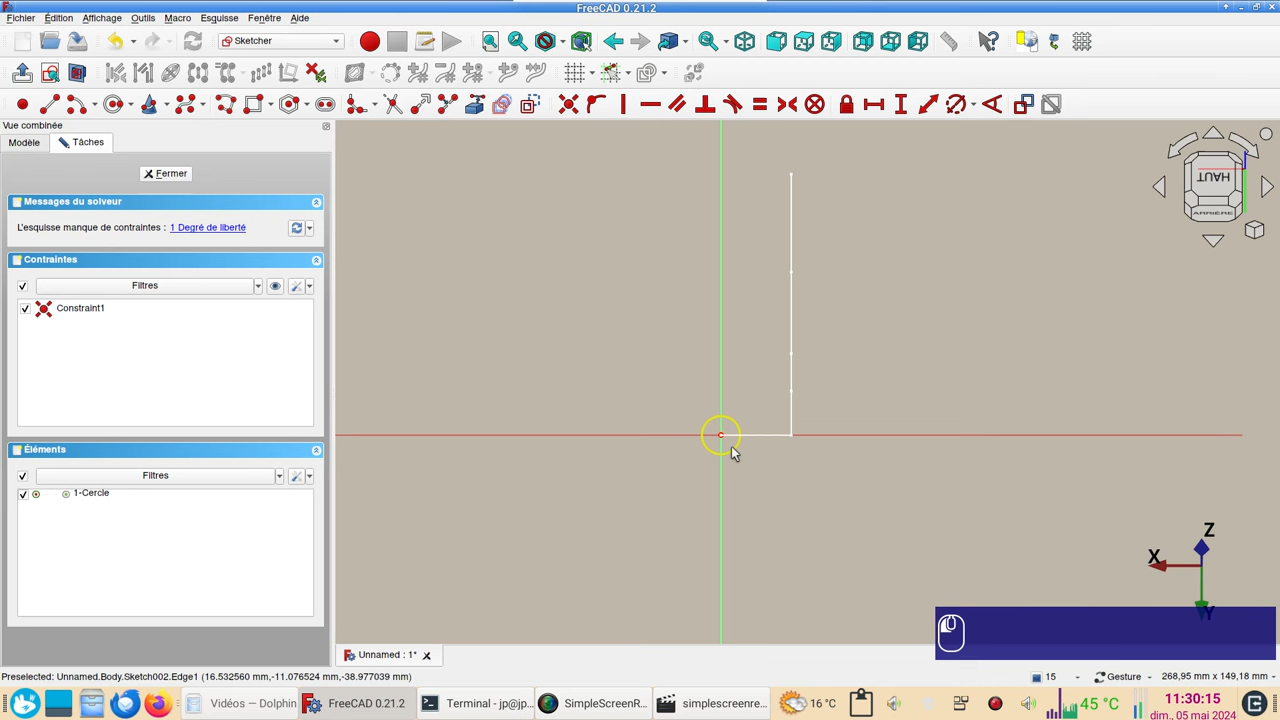 FreeCAD 0.21.2
Fichier Édition Affichage Outils Macro Esquisse Fenêtre Aide
Sketcher
Vue combinée
Modèle Tâches
Fermer
Messages du solveur
L'esquisse manque de contraintes : 1 Degré de liberté
Contraintes
Filtres
Constraint1
Éléments
Filtres
1-Cercle
HAUT
ARRIÈRE
Z
X
Y
Unnamed : 1*
Preselected: Unnamed.Body.Sketch002.Edge1 (16.532560 mm,-11.076524 mm,-38.977039 mm)
15 Gesture 268,95 mm x 149,18 mm
Vidéos — Dolphin
FreeCAD 0.21.2
Terminal - jp@jp...
SimpleScreenR...
simplescreenre...
16 °C
45 °C
11:30:15
dim., 05 mai 2024